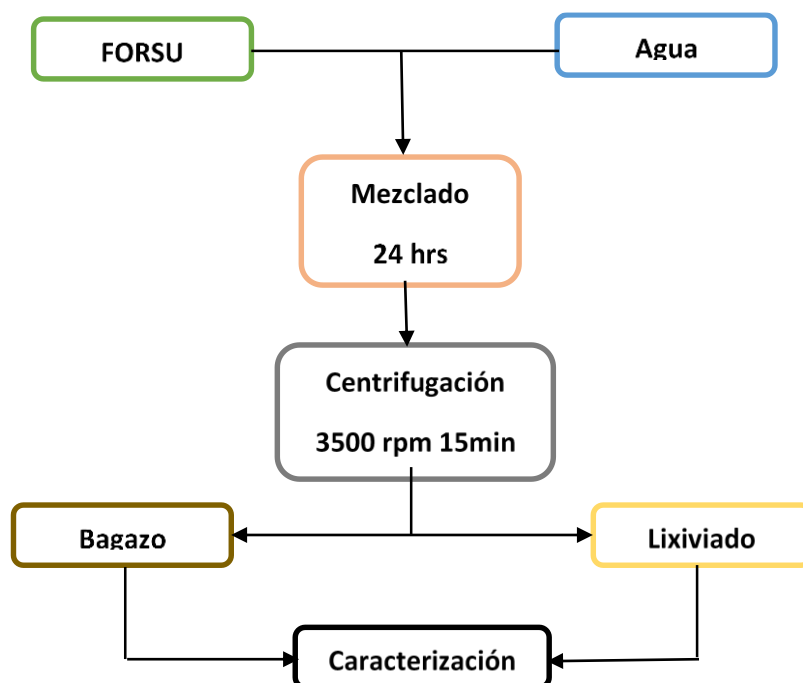 FORSU
Agua
Mezclado
24 hrs
Centrifugación
3500 rpm 15min
Bagazo
Lixiviado
Caracterización